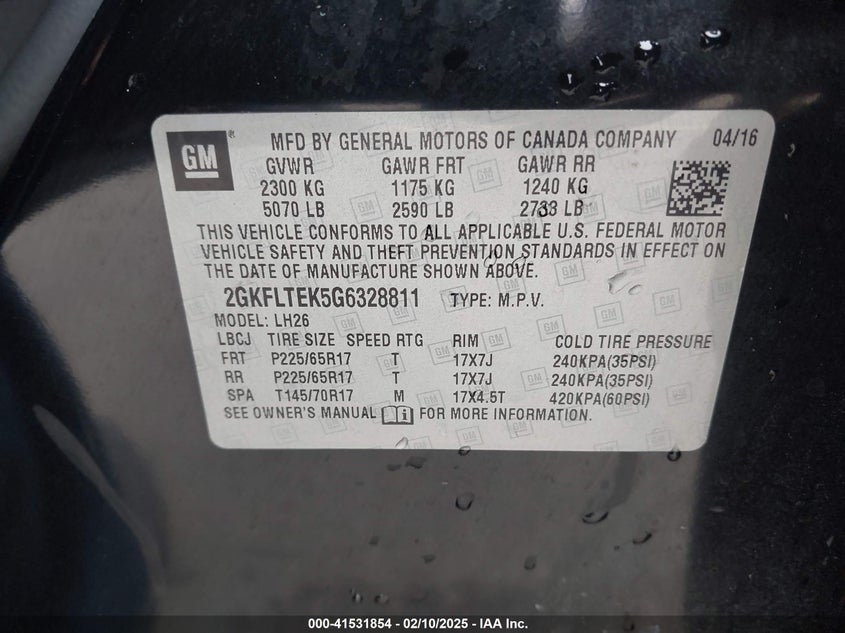 GM ® MFD BY GENERAL MOTORS OF CANADA COMPANY 04/16
GVWR GAWR FRT GAWR RR
2300 KG 1175 KG 1240 KG
5070 LB 2590 LB 2733 LB
THIS VEHICLE CONFORMS TO ALL APPLICABLE U.S. FEDERAL MOTOR
VEHICLE SAFETY AND THEFT PREVENTION STANDARDS IN EFFECT ON
THE DATE OF MANUFACTURE SHOWN ABOVE.
2GKFLTEK5G6328811 TYPE: M.P.V.
MODEL: LH26
LBCJ TIRE SIZE SPEED RTG RIM COLD TIRE PRESSURE
FRT P225/65R17 T 17X7J 240KPA(35PSI)
RR P225/65R17 T 17X7J 240KPA(35PSI)
SPA T145/70R17 M 17X4.5T 420KPA(60PSI)
SEE OWNER'S MANUAL FOR MORE INFORMATION.
000-41531854 - 02/10/2025 - IAA Inc.